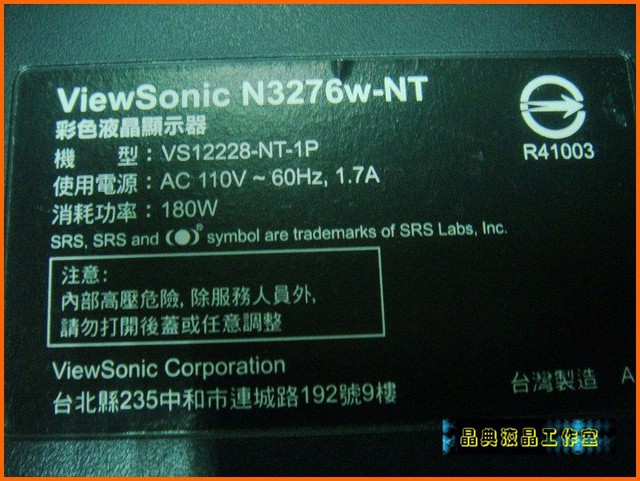 ViewSonic N3276w-NT
彩色液晶顯示器
機 型：VS12228-NT-1P
使用電源：AC 110V ~ 60Hz, 1.7A
消耗功率：180W
SRS, SRS and (●)® symbol are trademarks of SRS Labs, Inc.
R41003
注意：
內部高壓危險, 除服務人員外,
請勿打開後蓋或任意調整
ViewSonic Corporation
台北縣235中和市連城路192號9樓
台灣製造 A
晶典液晶工作室